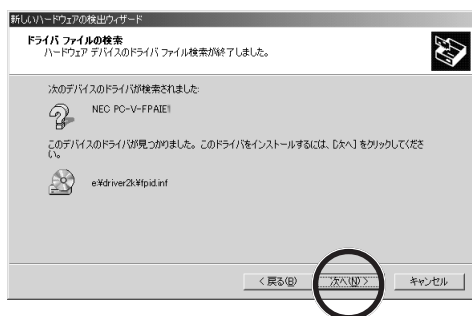 新しいハードウェアの検出ウィザード
ドライバ ファイルの検索
ハードウェア デバイスのドライバ ファイル検索が終了しました。
次のデバイスのドライバが検索されました:
NEC PC-V-FPAIE1
このデバイスのドライバが見つかりました。このドライバをインストールするには、[次へ] をクリックしてくださ
い。
e:¥driver2k¥fpid.inf
< 戻る(B)
次へ(N) >
キャンセル